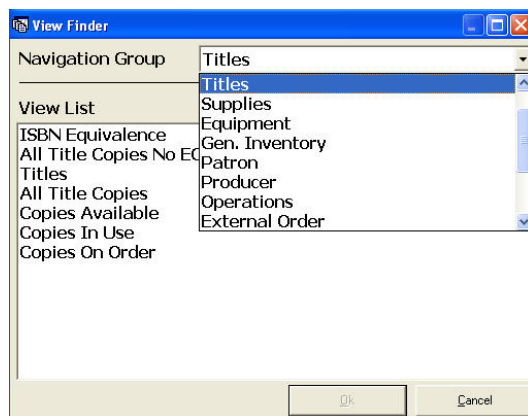 View Finder
Navigation Group
Titles
Titles
Supplies
Equipment
Gen. Inventory
Patron
Producer
Operations
External Order
View List
ISBN Equivalence
All Title Copies No
Titles
All Title Copies
Copies Available
Copies In Use
Copies On Order
Ok
Cancel